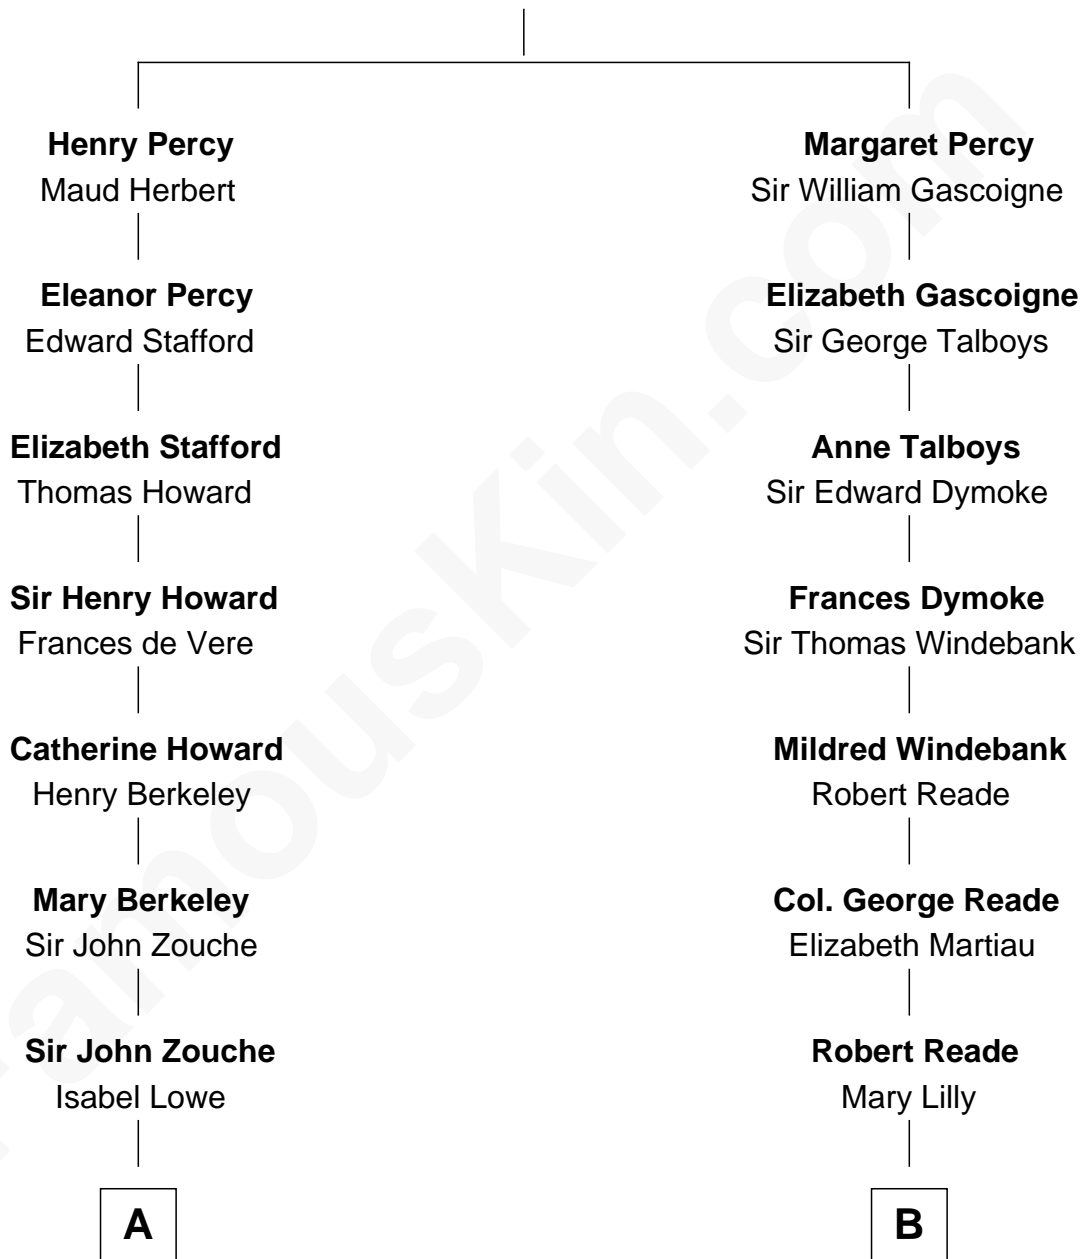 Henry Percy
Maud Herbert
Eleanor Percy
Edward Stafford
Elizabeth Stafford
Thomas Howard
Sir Henry Howard
Frances de Vere
Catherine Howard
Henry Berkeley
Mary Berkeley
Sir John Zouche
Sir John Zouche
Isabel Lowe
A
Margaret Percy
Sir William Gascoigne
Elizabeth Gascoigne
Sir George Talboys
Anne Talboys
Sir Edward Dymoke
Frances Dymoke
Sir Thomas Windebank
Mildred Windebank
Robert Reade
Col. George Reade
Elizabeth Martiau
Robert Reade
Mary Lilly
B
FamousKin.com